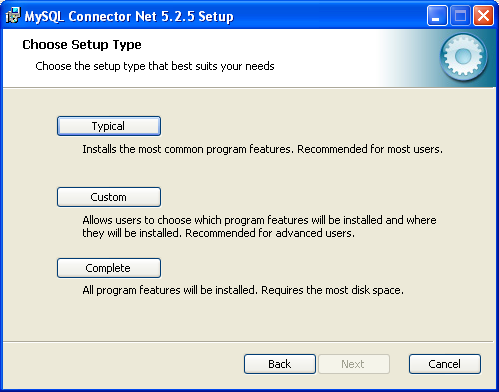 MySQL Connector Net 5.2.5 Setup
Choose Setup Type
Choose the setup type that best suits your needs
Typical
Installs the most common program features. Recommended for most users.
Custom
Allows users to choose which program features will be installed and where
they will be installed. Recommended for advanced users.
Complete
All program features will be installed. Requires the most disk space.
Back
Next
Cancel